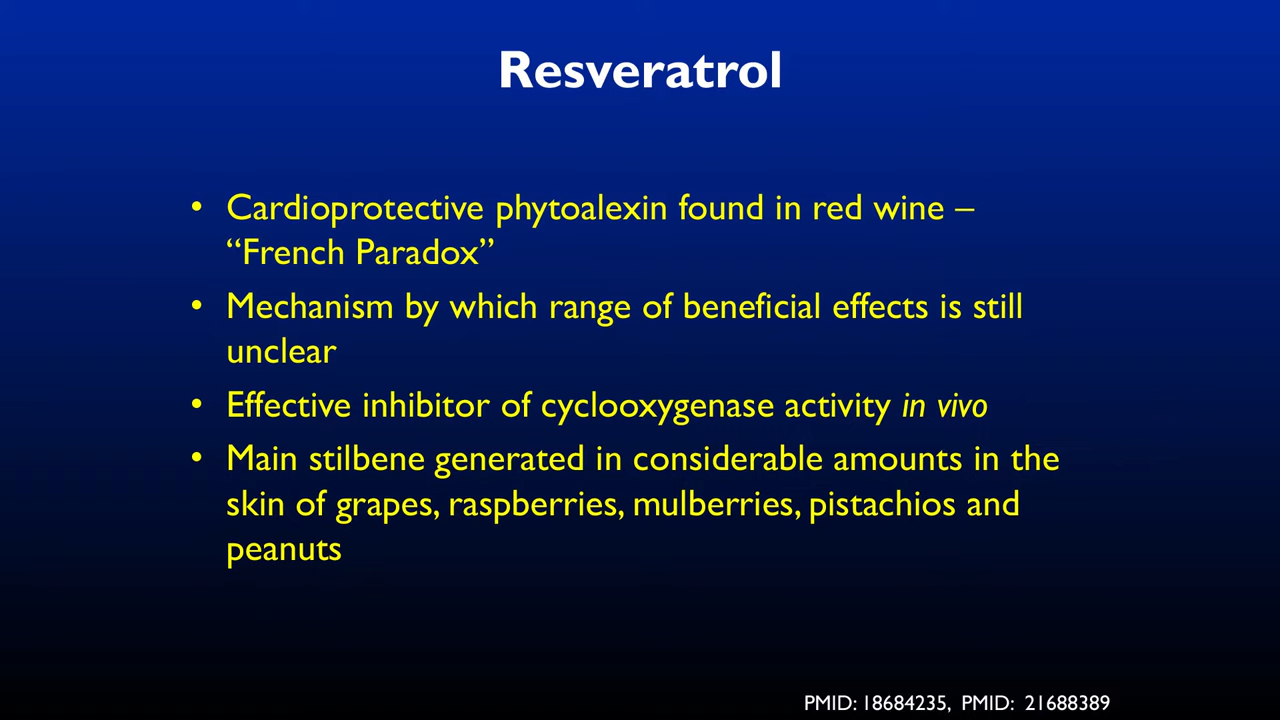 Resveratrol
• Cardioprotective phytoalexin found in red wine –
“French Paradox”
• Mechanism by which range of beneficial effects is still
unclear
• Effective inhibitor of cyclooxygenase activity in vivo
• Main stilbene generated in considerable amounts in the
skin of grapes, raspberries, mulberries, pistachios and
peanuts
PMID: 18684235, PMID: 21688389